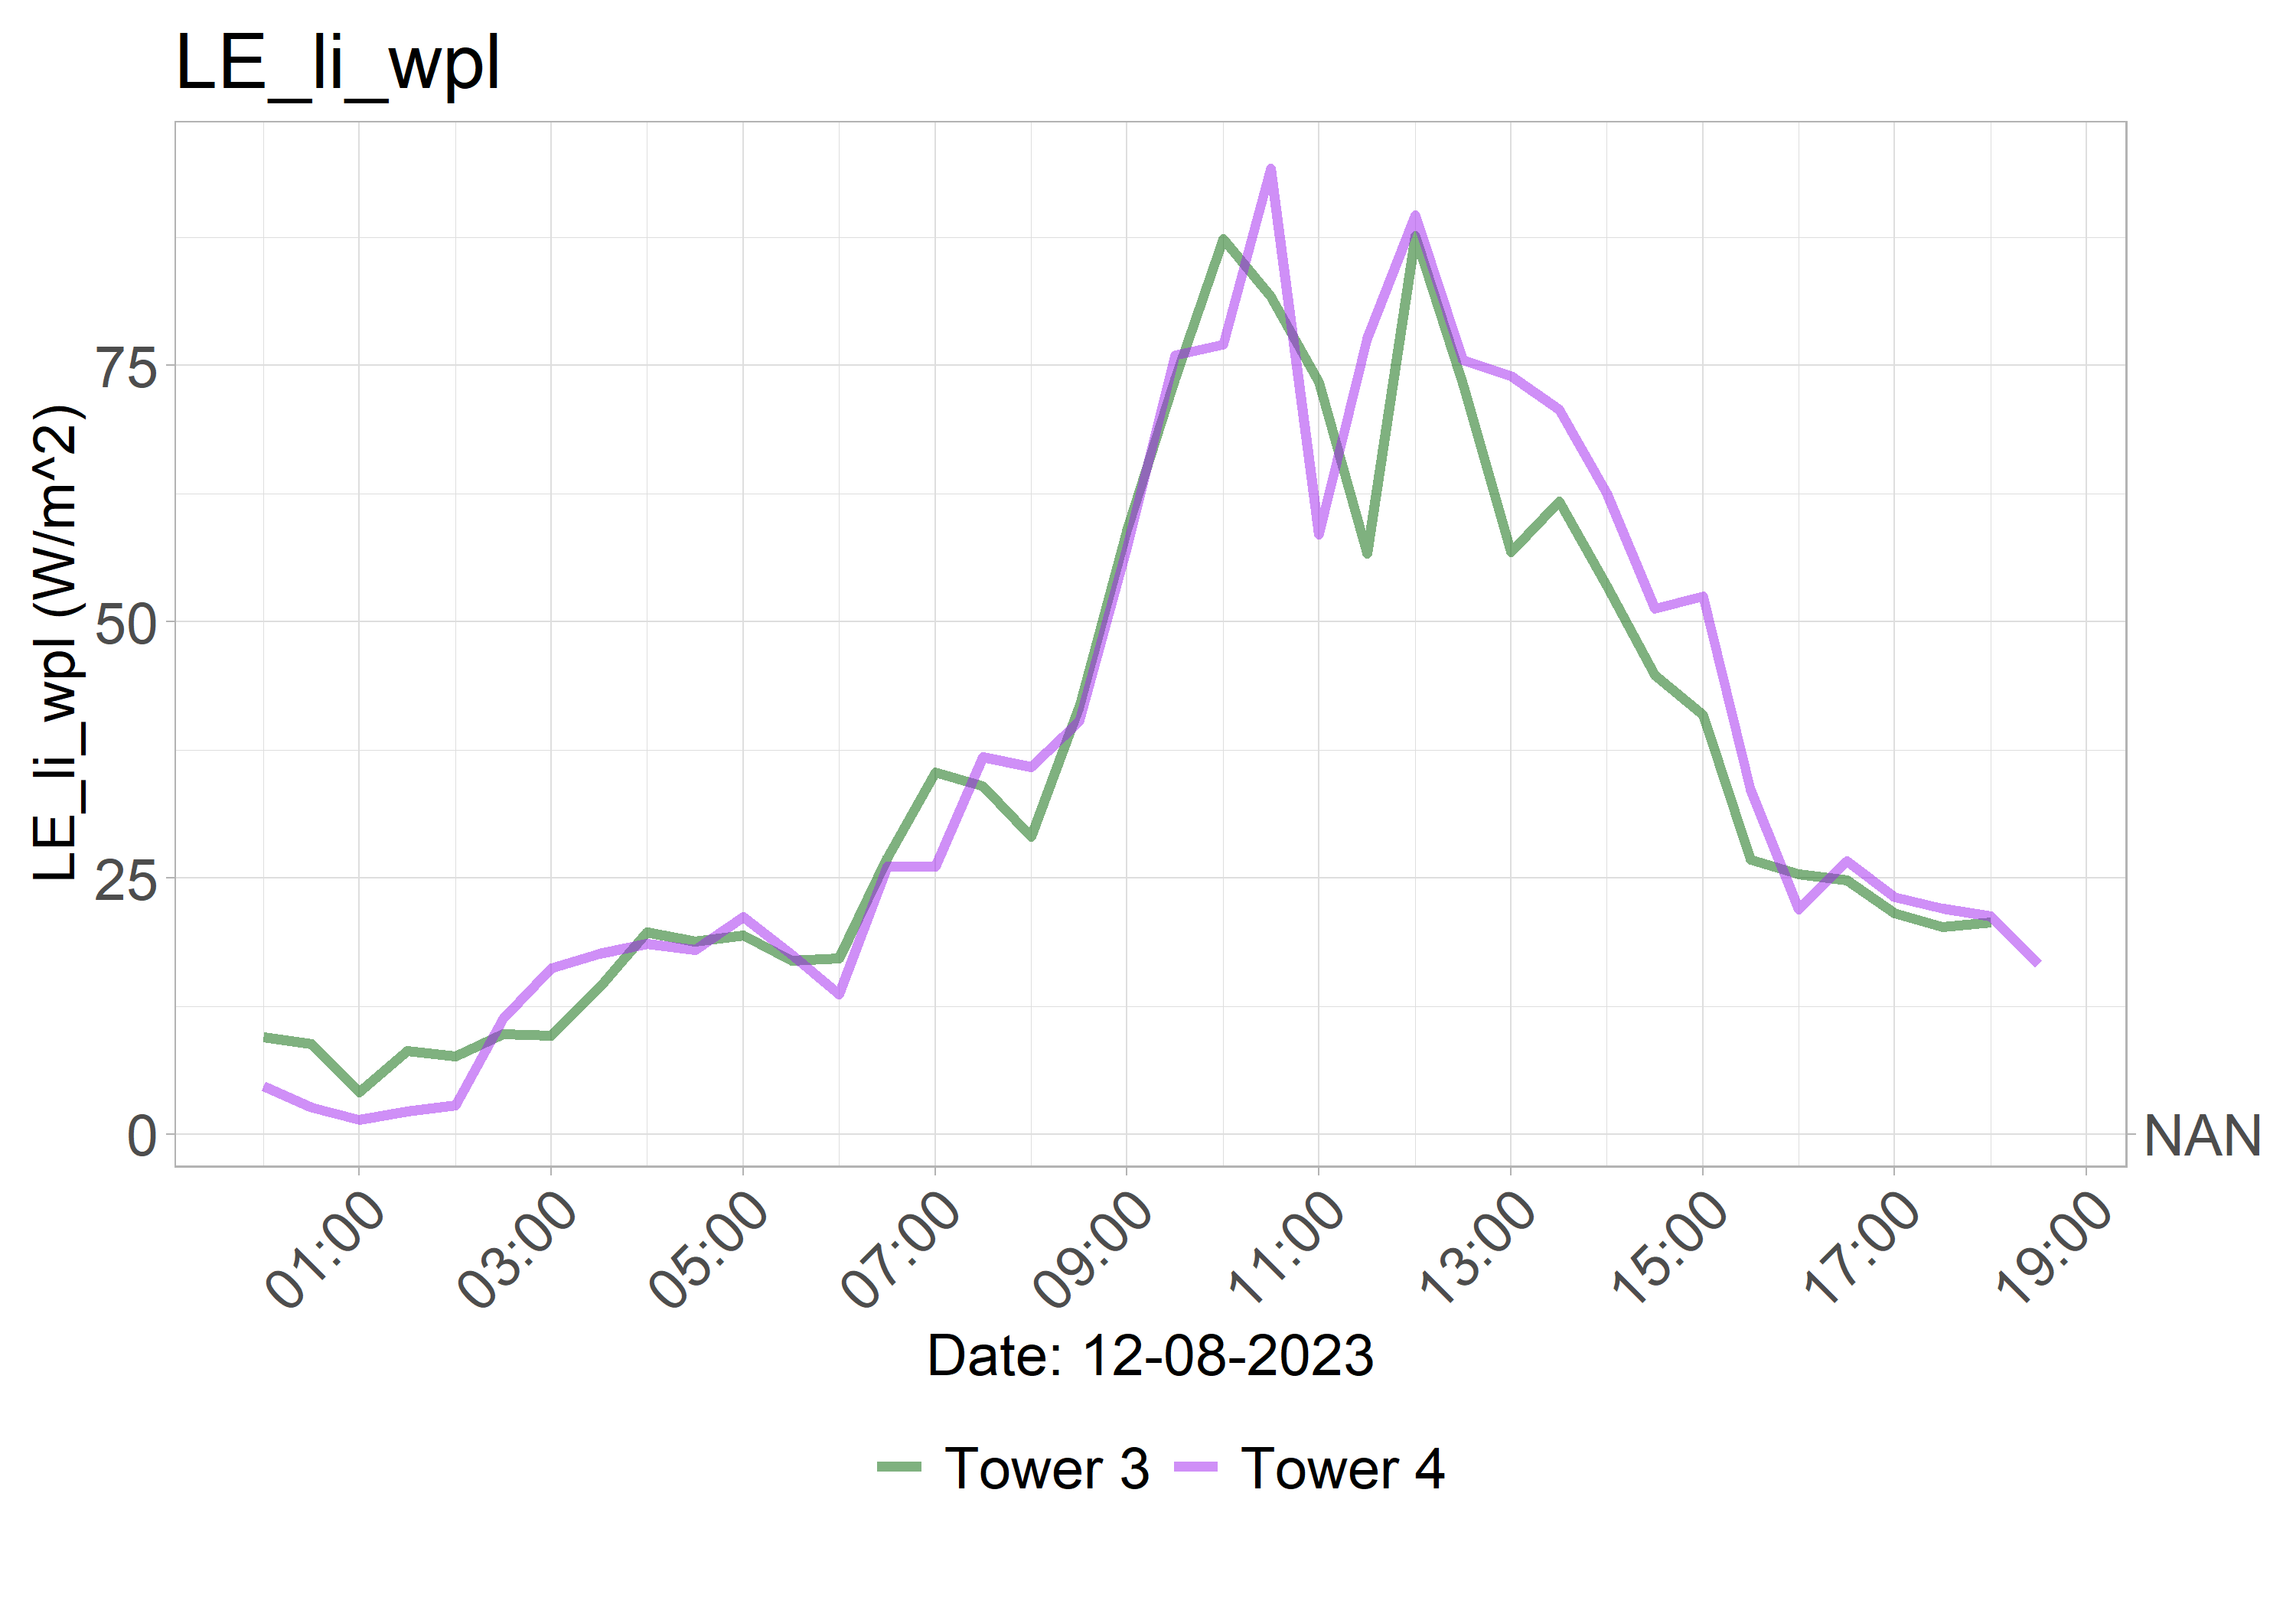 LE_li_wpl
LE_li_wpl (W/m^2)
75
50
25
0
NAN
01:00 03:00 05:00 07:00 09:00 11:00 13:00 15:00 17:00 19:00
Date: 12-08-2023
Tower 3 Tower 4